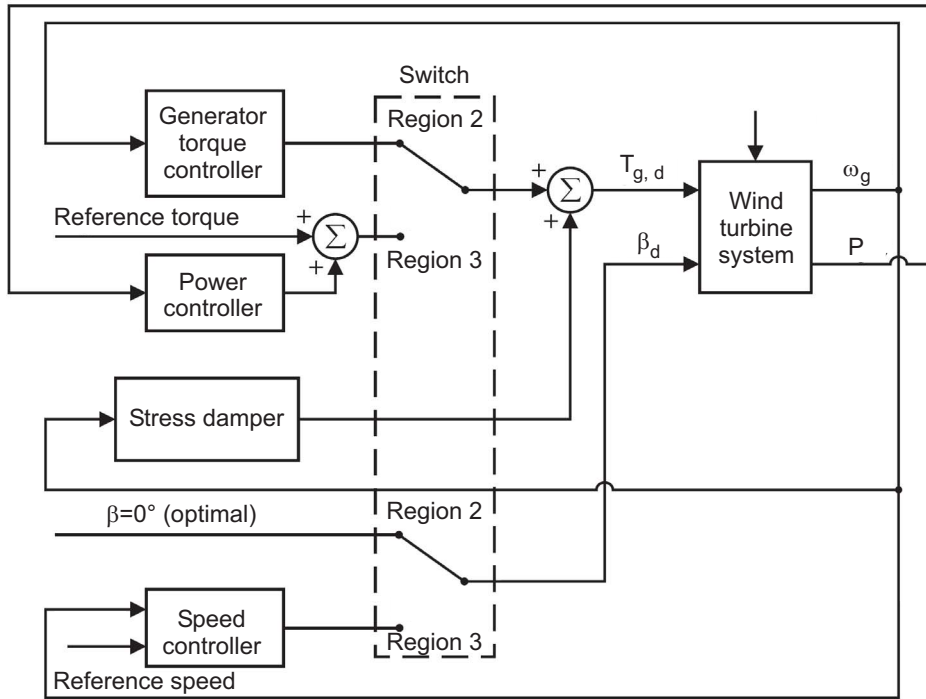 Switch
Generator
torque
controller
Region 2
Reference torque
+
+
Σ
Region 3
Power
controller
+
+
Σ
T_{g, d}
β_d
Wind
turbine
system
ω_g
P
Stress damper
β=0° (optimal)
Region 2
Speed
controller
Region 3
Reference speed